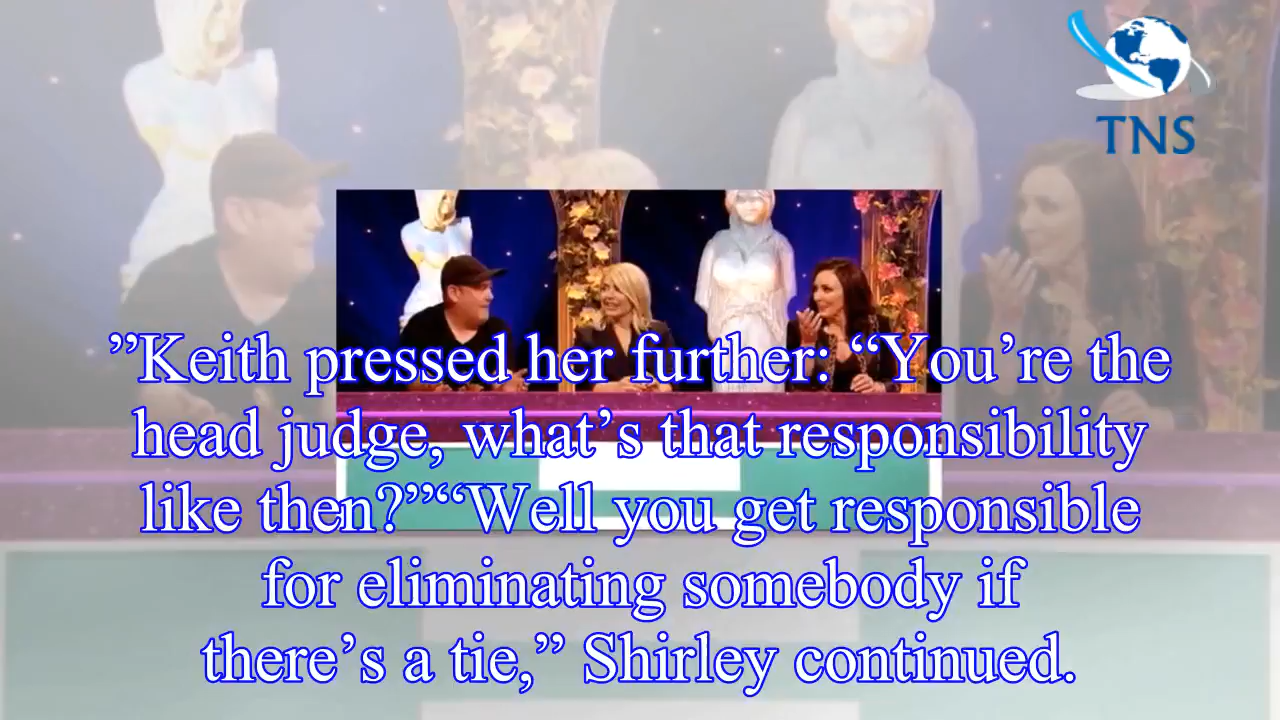 TNS
”Keith pressed her further: “You’re the
head judge, what’s that responsibility
like then?”“Well you get responsible
for eliminating somebody if
there’s a tie,” Shirley continued.